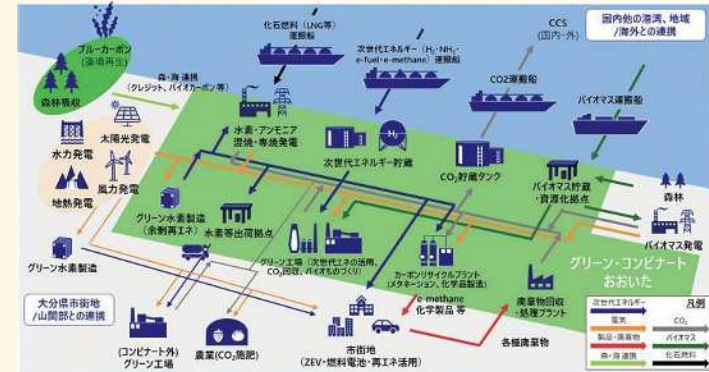 ブルーカーボン
(藻場再生)
森林吸収
化石燃料(LNG等)
運搬船
次世代エネルギー(H₂・NH₃・
e-fuel・e-methane)運搬船
CCS
(国内・外)
国内他の港湾、地域
/海外との連携
CO2運搬船
バイオマス運搬船
森・海 連携
(クレジット、バイオカーボン等)
太陽光発電
水力発電
風力発電
地熱発電
水素・アンモニア
混焼・専焼発電
H₂
次世代エネルギー貯蔵
CO₂貯蔵タンク
バイオマス貯蔵
・資源化拠点
森林
バイオマス発電
グリーン水素製造
(余剰再エネ)
水素等出荷拠点
グリーン工場(次世代エネの活用、
CO₂回収、バイオものづくり)
カーボンリサイクルプラント
(メタネーション、化学品製造)
廃棄物回収
・処理プラント
グリーン・コンビナート
おおいた
グリーン水素製造
大分県市街地
/山間部との連携
(コンビナート外)
グリーン工場
農業(CO₂施肥)
市街地
(ZEV・燃料電池・再エネ活用)
e-methane
化学製品 等
各種廃棄物
凡例
次世代エネルギー
電気
製品・廃棄物
森・海 連携
CO₂
バイオマス
化石燃料